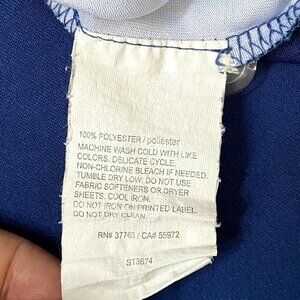 100% POLYESTER / poliester
MACHINE WASH COLD WITH LIKE
COLORS. DELICATE CYCLE.
NON-CHLORINE BLEACH IF NEEDED.
TUMBLE DRY LOW. DO NOT USE
FABRIC SOFTENERS OR DRYER
SHEETS. COOL IRON.
DO NOT IRON ON PRINTED LABEL.
DO NOT DRY CLEAN.
RN# 37763 / CA# 55972
ST3674